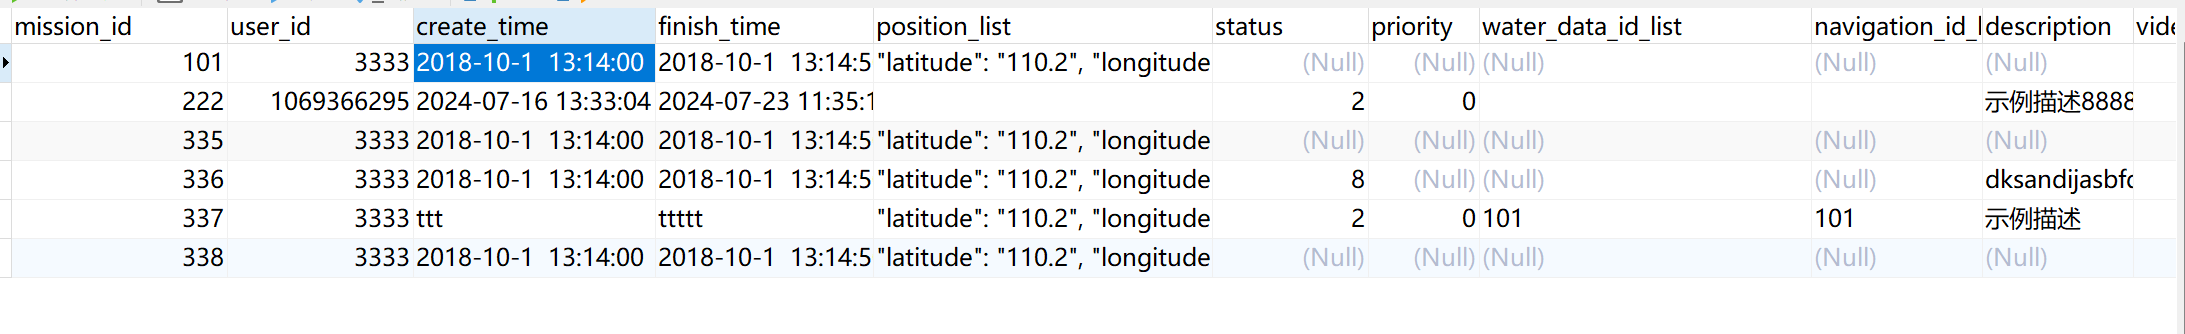 mission_id user_id create_time finish_time position_list status priority water_data_id_list navigation_id_l description vide
101 3333 2018-10-1 13:14:00 2018-10-1 13:14:5 "latitude": "110.2", "longitude (Null) (Null) (Null) (Null) (Null)
222 1069366295 2024-07-16 13:33:04 2024-07-23 11:35:1 2 0 示例描述8888
335 3333 2018-10-1 13:14:00 2018-10-1 13:14:5 "latitude": "110.2", "longitude (Null) (Null) (Null) (Null) (Null)
336 3333 2018-10-1 13:14:00 2018-10-1 13:14:5 "latitude": "110.2", "longitude 8 (Null) (Null) (Null) dksandijasbfd
337 3333 ttt ttttt "latitude": "110.2", "longitude 2 0 101 101 示例描述
338 3333 2018-10-1 13:14:00 2018-10-1 13:14:5 "latitude": "110.2", "longitude (Null) (Null) (Null) (Null) (Null)